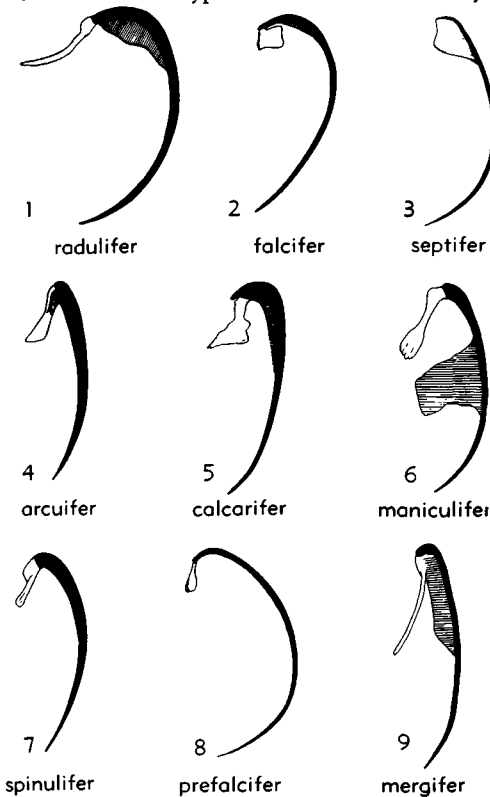 1 2 3
radulifer falcifer septifer
4 5 6
arcuifer calcarifer maniculifer
7 8 9
spinulifer prefalcifer mergifer